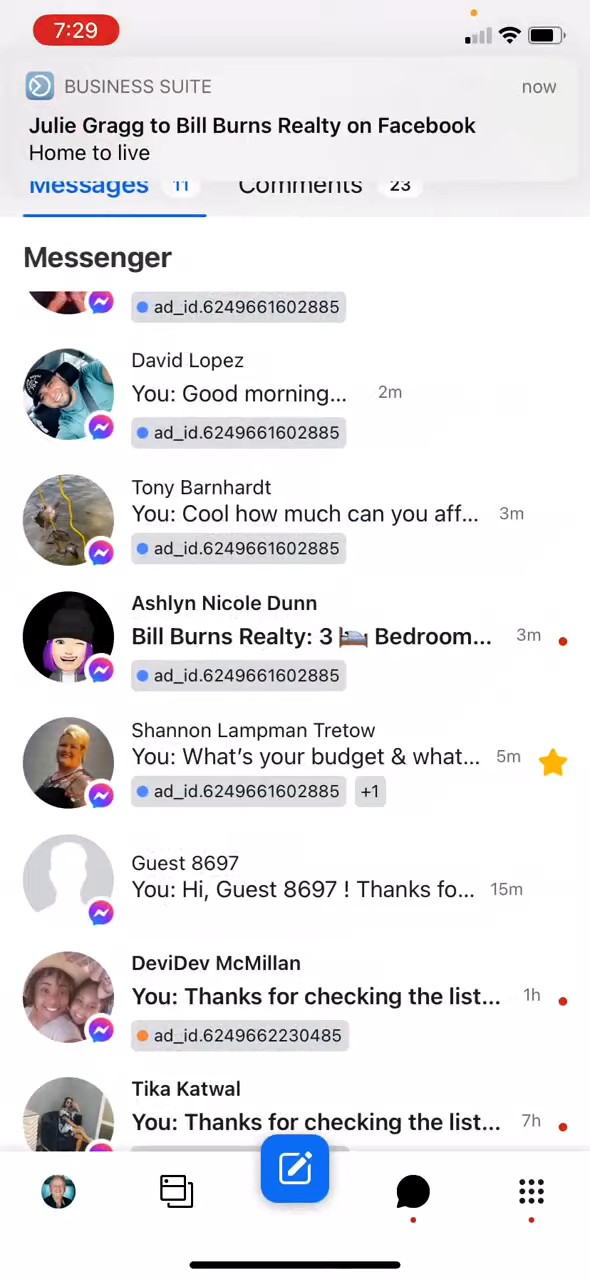 7:29
BUSINESS SUITE
now
Julie Gragg to Bill Burns Realty on Facebook
Home to live
Messages 11 Comments 23
Messenger
ad_id.6249661602885
David Lopez
You: Good morning... 2m
ad_id.6249661602885
Tony Barnhardt
You: Cool how much can you aff... 3m
ad_id.6249661602885
Ashlyn Nicole Dunn
Bill Burns Realty: 3 🛏️ Bedroom... 3m
ad_id.6249661602885
Shannon Lampman Tretow
You: What's your budget & what... 5m
ad_id.6249661602885 +1
Guest 8697
You: Hi, Guest 8697 ! Thanks fo... 15m
DeviDev McMillan
You: Thanks for checking the list... 1h
ad_id.6249662230485
Tika Katwal
You: Thanks for checking the list... 7h